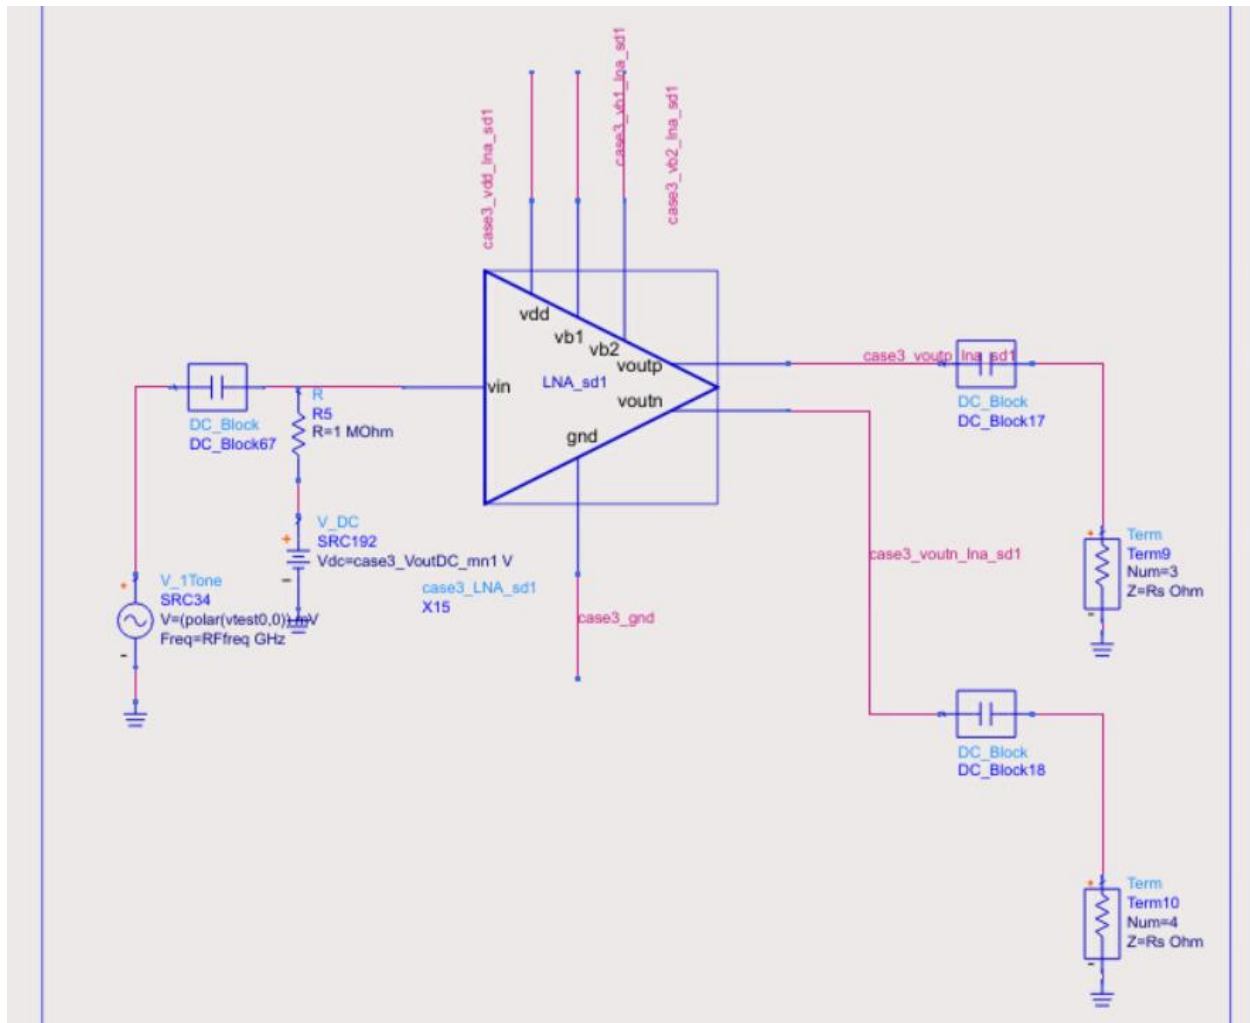 case3_vdd_lna_sd1
case3_vb1_lna_sd1
case3_vb2_lna_sd1
vdd
vb1
vb2
voutp
LNA_sd1
vin
voutn
gnd
case3_voutp_lna_sd1
DC_Block
DC_Block17
DC_Block
DC_Block67
R
R5
R=1 MOhm
V_DC
SRC192
Vdc=case3_VoutDC_mn1 V
case3_LNA_sd1
X15
case3_voutn_lna_sd1
Term
Term9
Num=3
Z=Rs Ohm
V_1Tone
SRC34
V=(polar(vtest0,0)) mV
Freq=RFfreq GHz
case3_gnd
DC_Block
DC_Block18
Term
Term10
Num=4
Z=Rs Ohm